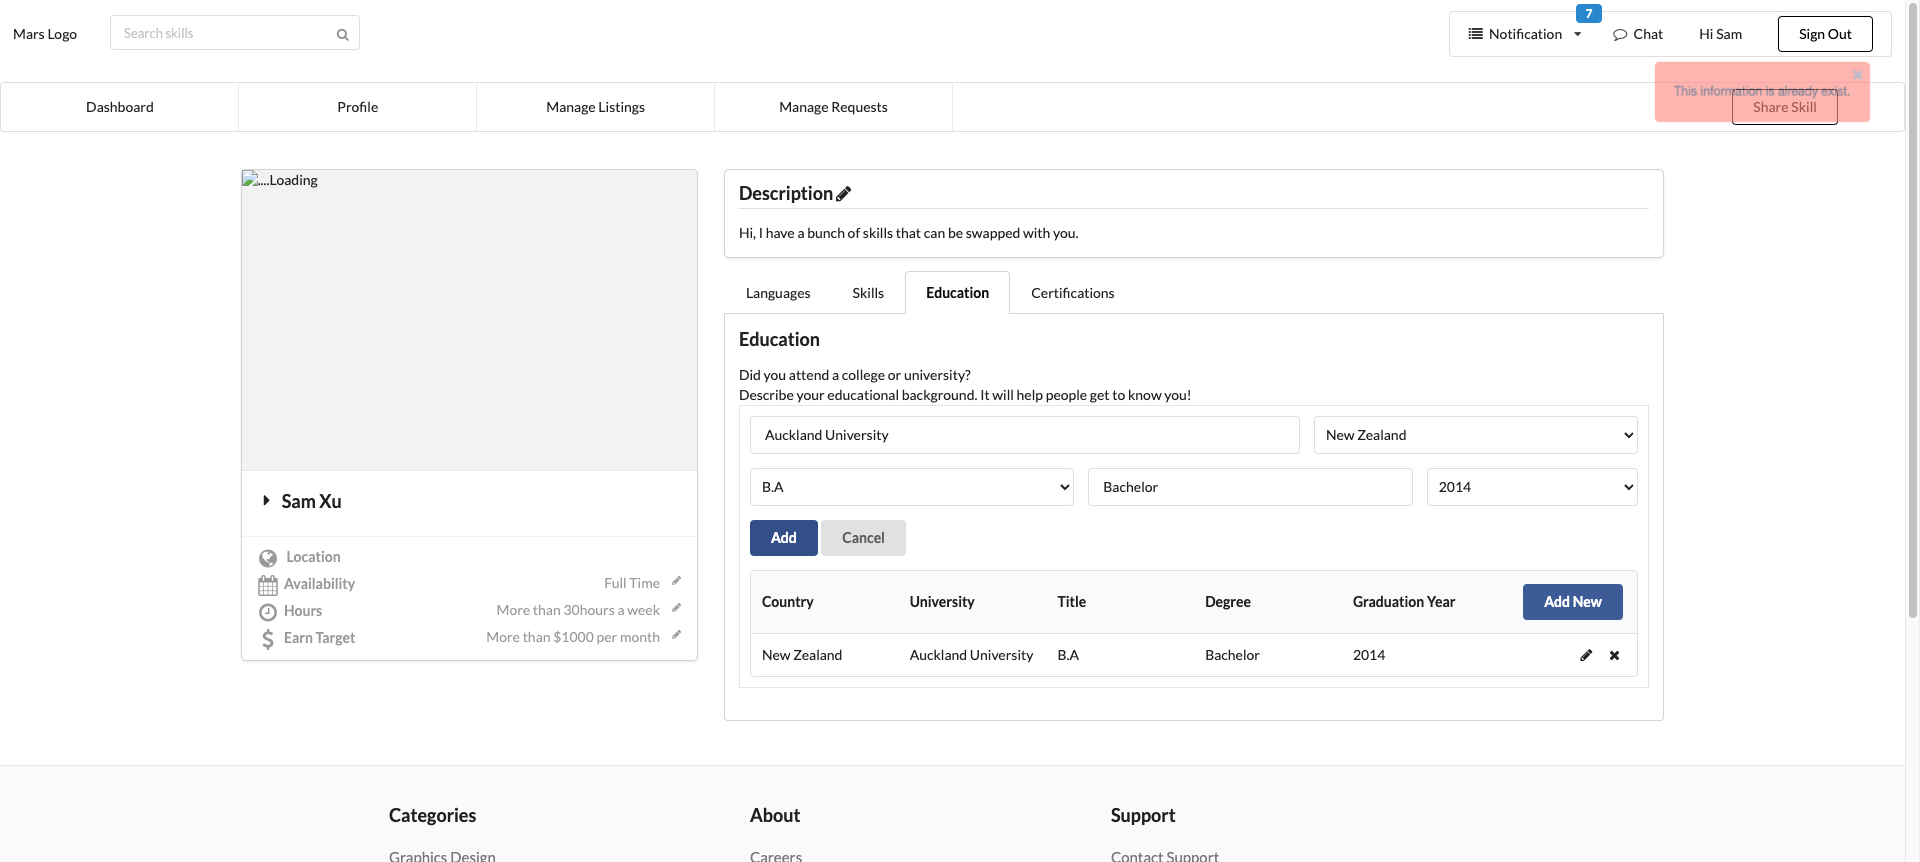 Mars Logo
Search skills
7
Notification
Chat
Hi Sam
Sign Out
This information is already exist.
Dashboard
Profile
Manage Listings
Manage Requests
Share Skill
....Loading
Description
Hi, I have a bunch of skills that can be swapped with you.
Languages
Skills
Education
Certifications
Education
Did you attend a college or university?
Describe your educational background. It will help people get to know you!
Auckland University
New Zealand
B.A
Bachelor
2014
Add
Cancel
Country University Title Degree Graduation Year Add New
New Zealand Auckland University B.A Bachelor 2014
Sam Xu
Location
Availability Full Time
Hours More than 30hours a week
Earn Target More than $1000 per month
Categories
About
Support
Graphics Design
Careers
Contact Support